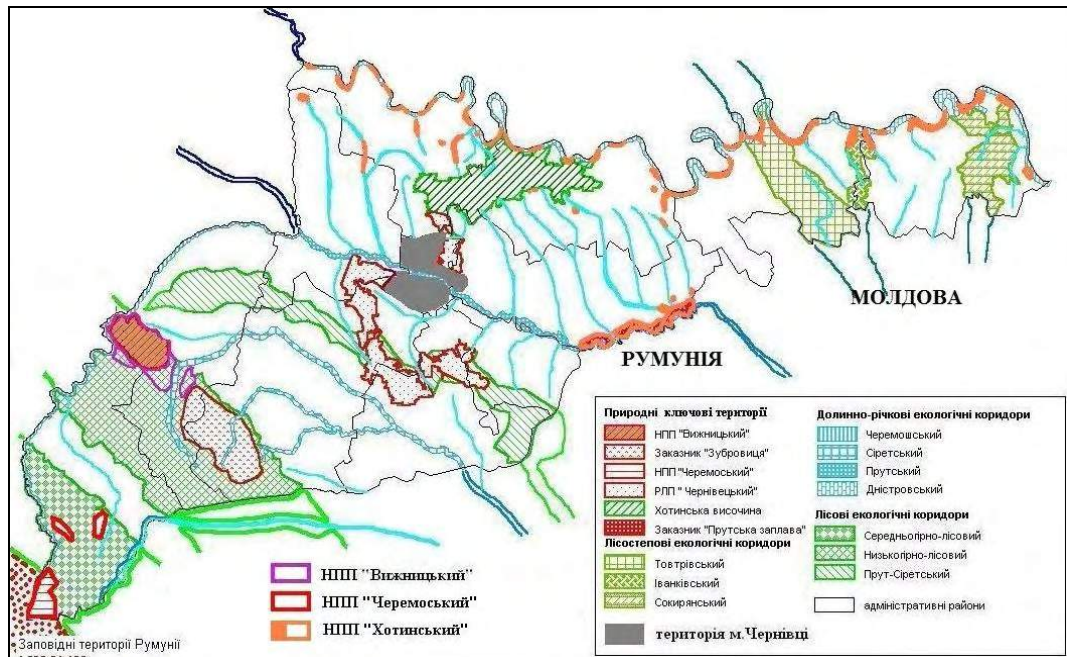 МОЛДОВА
РУМУНІЯ
Природні ключові території
НПП "Вижницький"
Заказник "Зубровиця"
НПП "Черемоський"
РЛП " Чернівецький"
Хотинська височина
Заказник "Прутська заплава"
Лісостепові екологічні коридори
Товтрівський
Іванківський
Сокирянський
територія м.Чернівці
Долинно-річкові екологічні коридори
Черемошський
Сіретський
Прутський
Дністровський
Лісові екологічні коридори
Середньогірно-лісовий
Низькогірно-лісовий
Прут-Сіретський
адміністративні райони
НПП "Вижницький"
НПП "Черемоський"
НПП "Хотинський"
Заповідні території Румунії